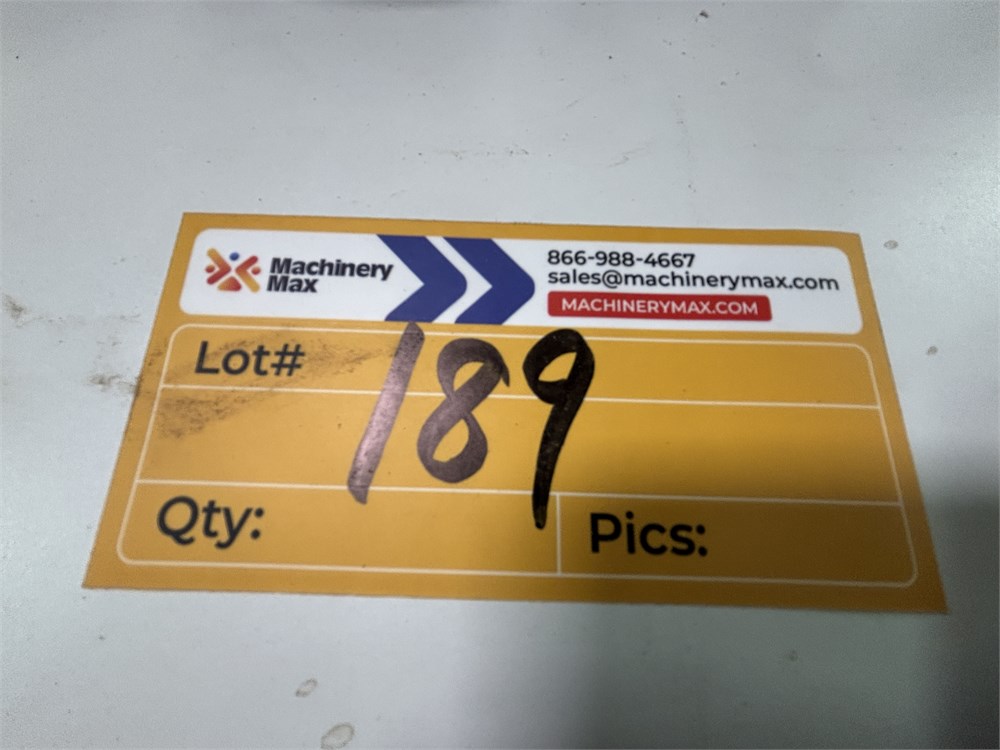 Machinery
Max
866-988-4667
sales@machinerymax.com
MACHINERYMAX.COM
Lot# 189
Qty:
Pics: